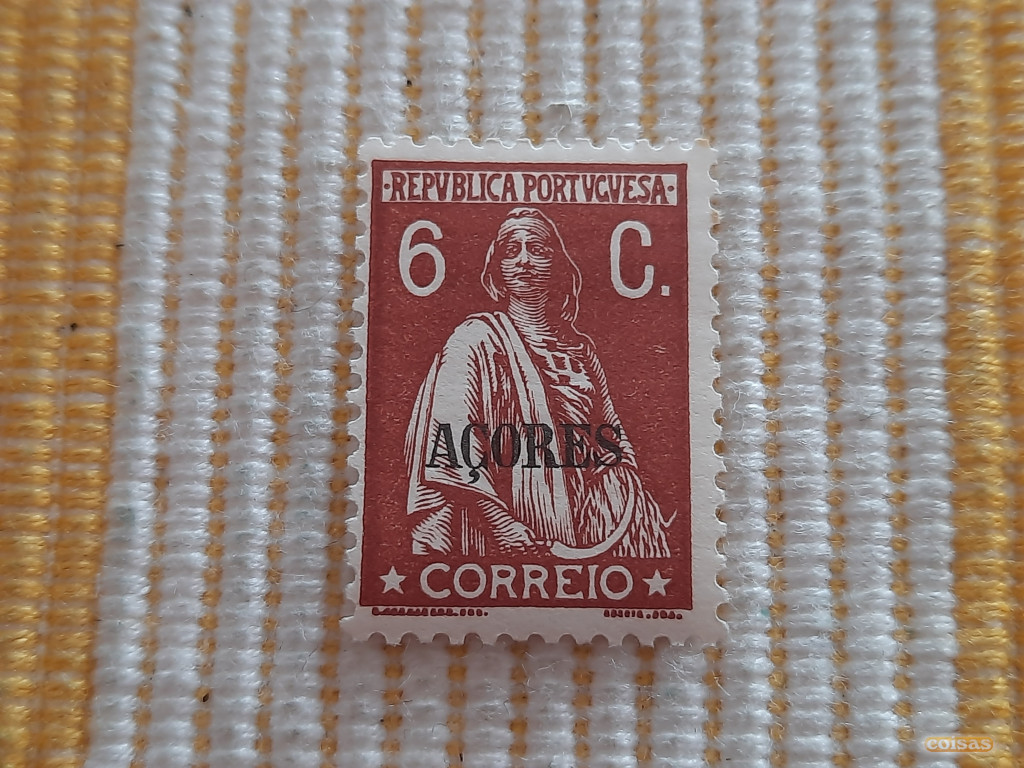 ·REPVBLICA PORTVGVESA·
6 C.
AÇORES
★ CORREIO ★
coisas